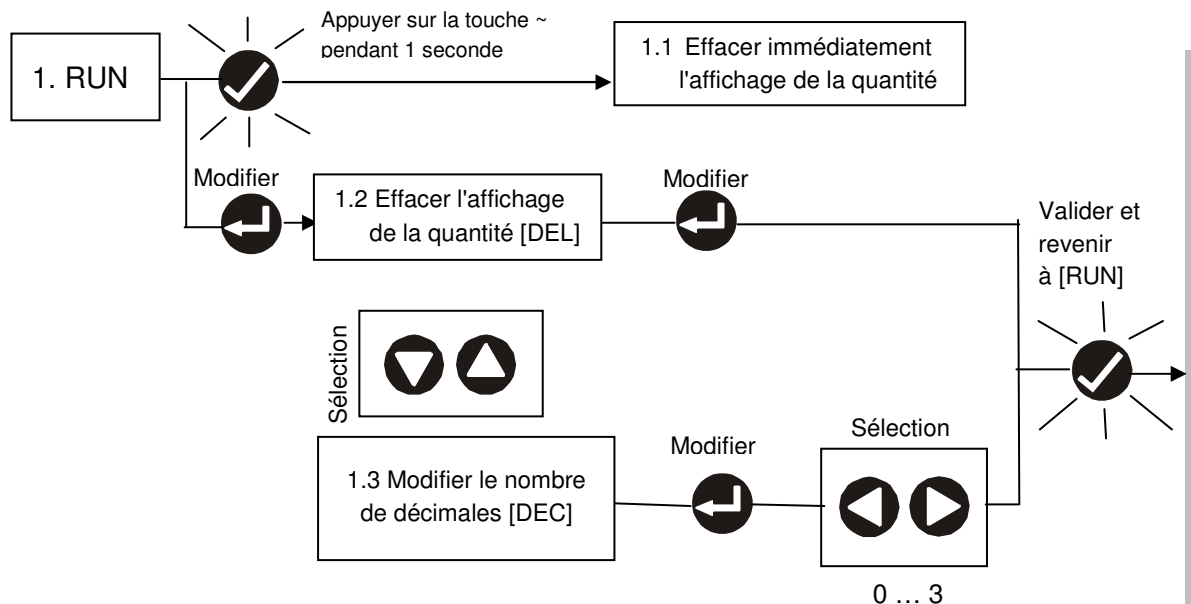 Appuyer sur la touche ~
pendant 1 seconde
1. RUN
1.1 Effacer immédiatement
l'affichage de la quantité
Modifier
1.2 Effacer l'affichage
de la quantité [DEL]
Modifier
Valider et
revenir
à [RUN]
Sélection
1.3 Modifier le nombre
de décimales [DEC]
Modifier
Sélection
0 … 3